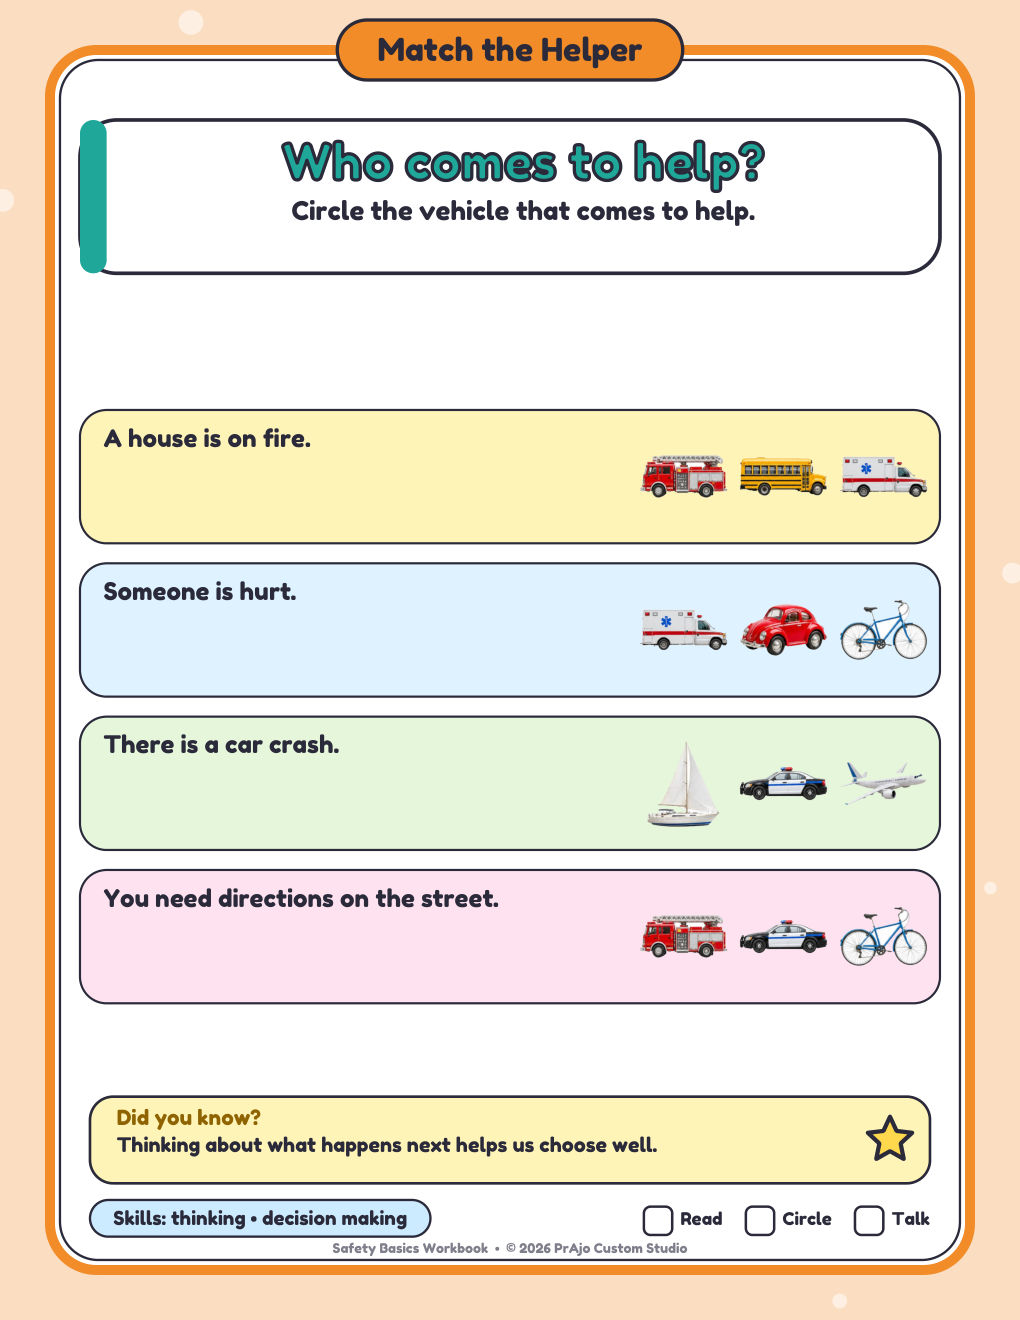 Match the Helper
Who comes to help?
Circle the vehicle that comes to help.
A house is on fire.
Someone is hurt.
There is a car crash.
You need directions on the street.
Did you know?
Thinking about what happens next helps us choose well.
Skills: thinking • decision making
Read
Circle
Talk
Safety Basics Workbook • © 2026 PrAjo Custom Studio